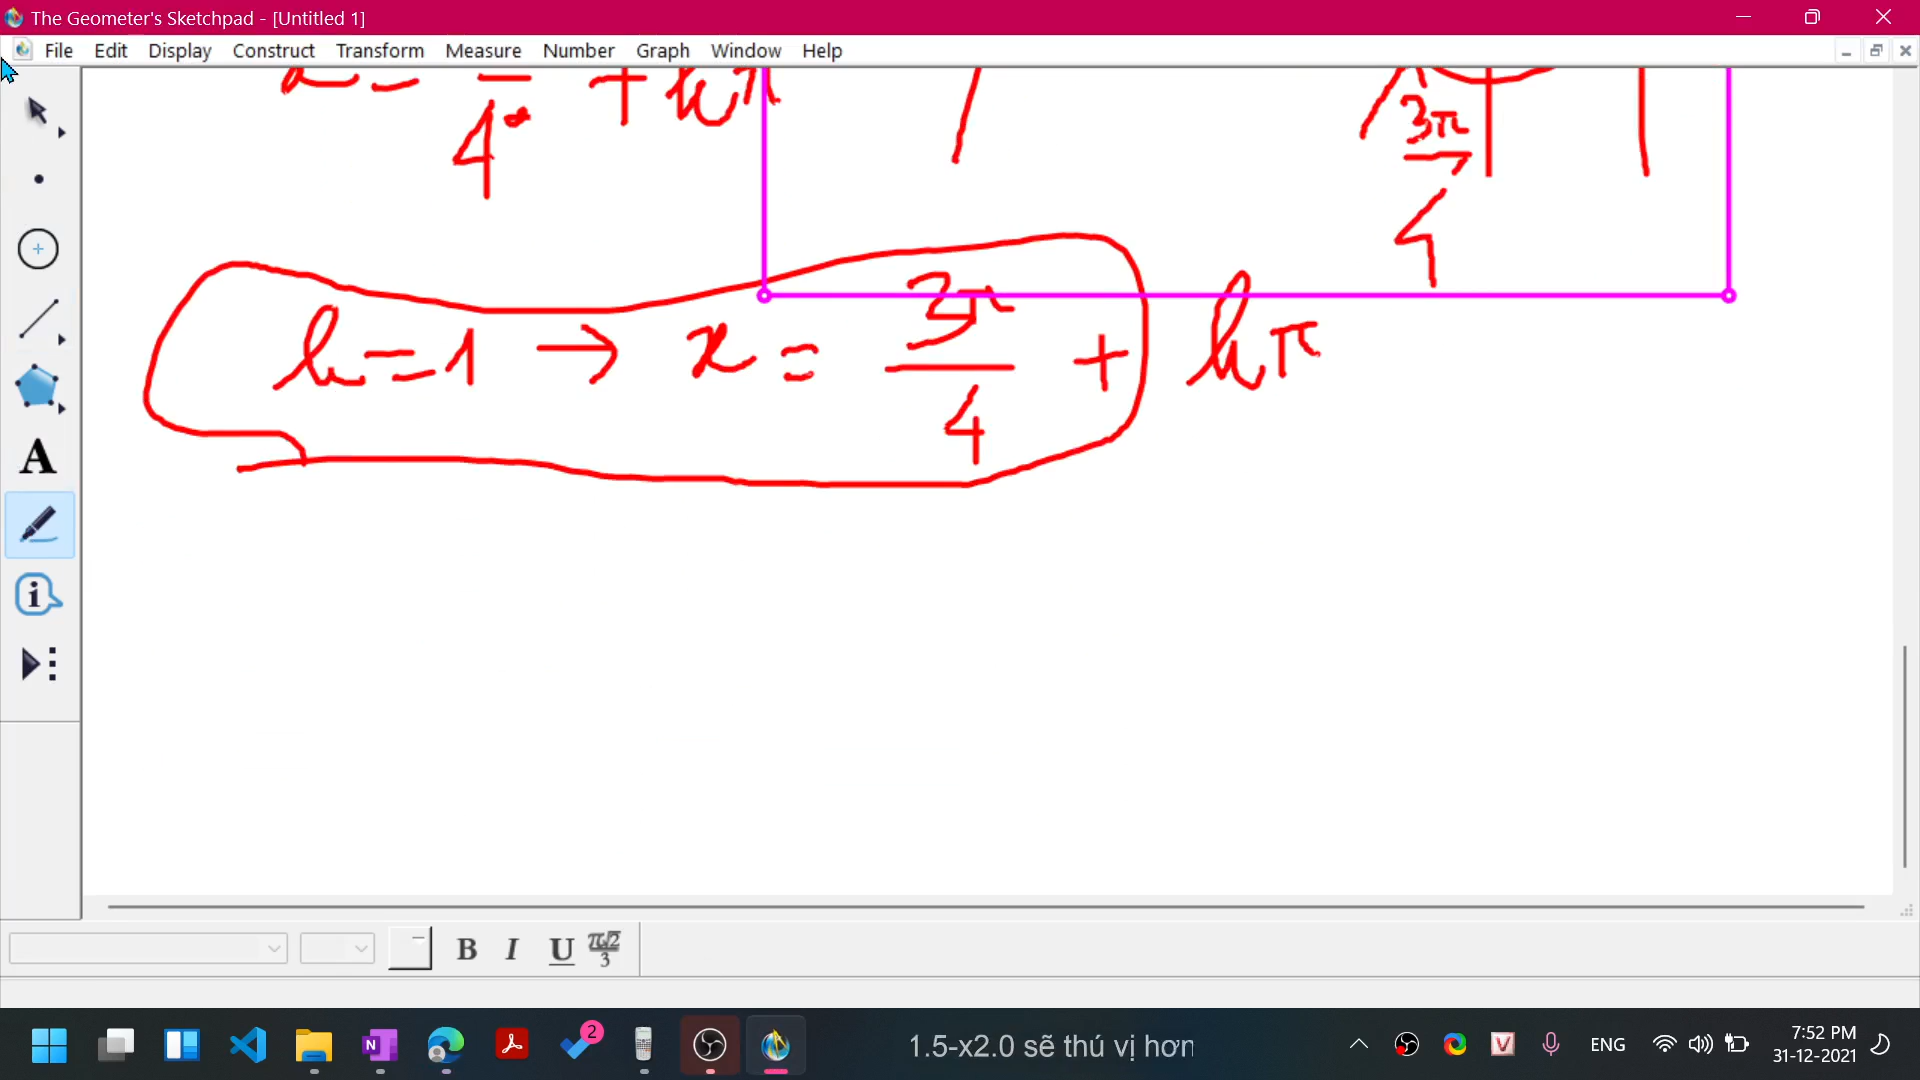 The Geometer's Sketchpad - [Untitled 1]
File Edit Display Construct Transform Measure Number Graph Window Help
4 + kπ
3π
4
k=1 → x = 3π/4 + kπ
A
B I U
1.5-x2.0 sẽ thú vị hơn
2
ENG
7:52 PM
31-12-2021